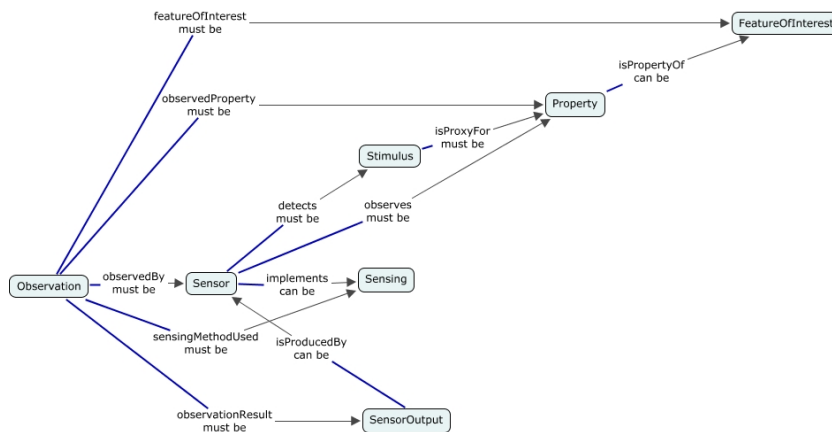 featureOfInterest
must be
FeatureOfInterest
isPropertyOf
can be
observedProperty
must be
Property
isProxyFor
must be
Stimulus
detects
must be
observes
must be
observedBy
must be
Observation
Sensor
implements
can be
Sensing
sensingMethodUsed
must be
isProducedBy
can be
observationResult
must be
SensorOutput